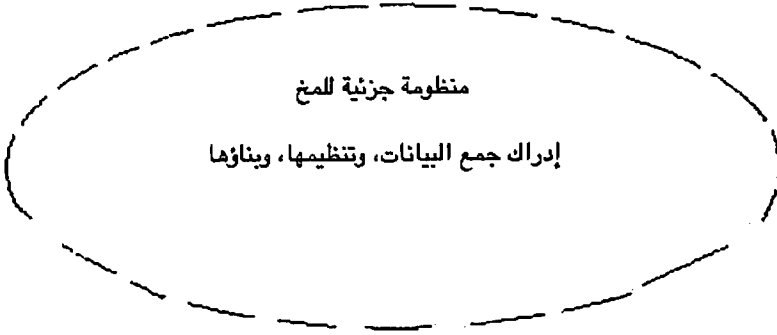 منظومة جزئية للمخ
إدراك جمع البيانات، وتنظيمها، وبناؤها